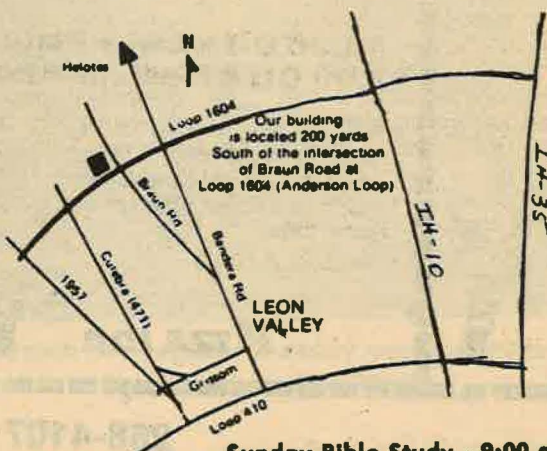 N
Helotes
Loop 1604
Our building
is located 200 yards
South of the intersection
of Braun Road at
Loop 1604 (Anderson Loop)
Braun Rd
IH-35
IH-10
Culebra (471)
1957
Bandera Rd
LEON
VALLEY
Grissom
Loop 410
Sunday Bible Study 9:00